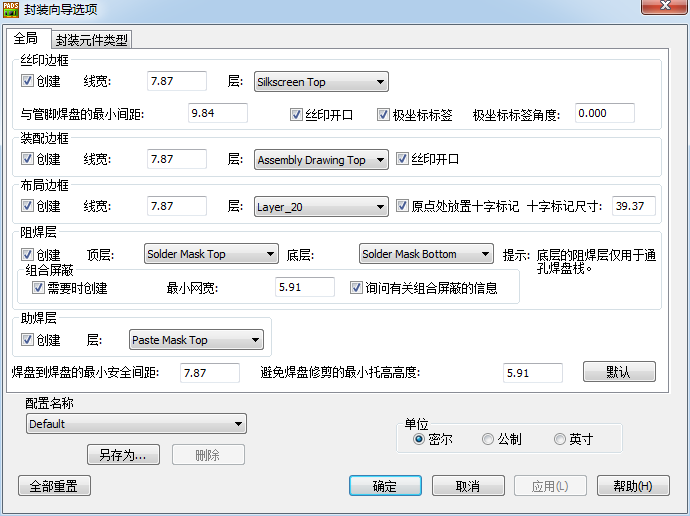 PADS 封装向导选项
全局 封装元件类型
丝印边框
创建 线宽: 7.87 层: Silkscreen Top
与管脚焊盘的最小间距: 9.84 丝印开口 极坐标标签 极坐标标签角度: 0.000
装配边框
创建 线宽: 7.87 层: Assembly Drawing Top 丝印开口
布局边框
创建 线宽: 7.87 层: Layer_20 原点处放置十字标记 十字标记尺寸: 39.37
阻焊层
创建 顶层: Solder Mask Top 底层: Solder Mask Bottom 提示: 底层的阻焊层仅用于通
孔焊盘栈。
组合屏蔽
需要时创建 最小网宽: 5.91 询问有关组合屏蔽的信息
助焊层
创建 层: Paste Mask Top
焊盘到焊盘的最小安全间距: 7.87 避免焊盘修剪的最小托高高度: 5.91 默认
配置名称
Default
单位
密尔 公制 英寸
另存为... 删除
全部重置 确定 取消 应用(L) 帮助(H)